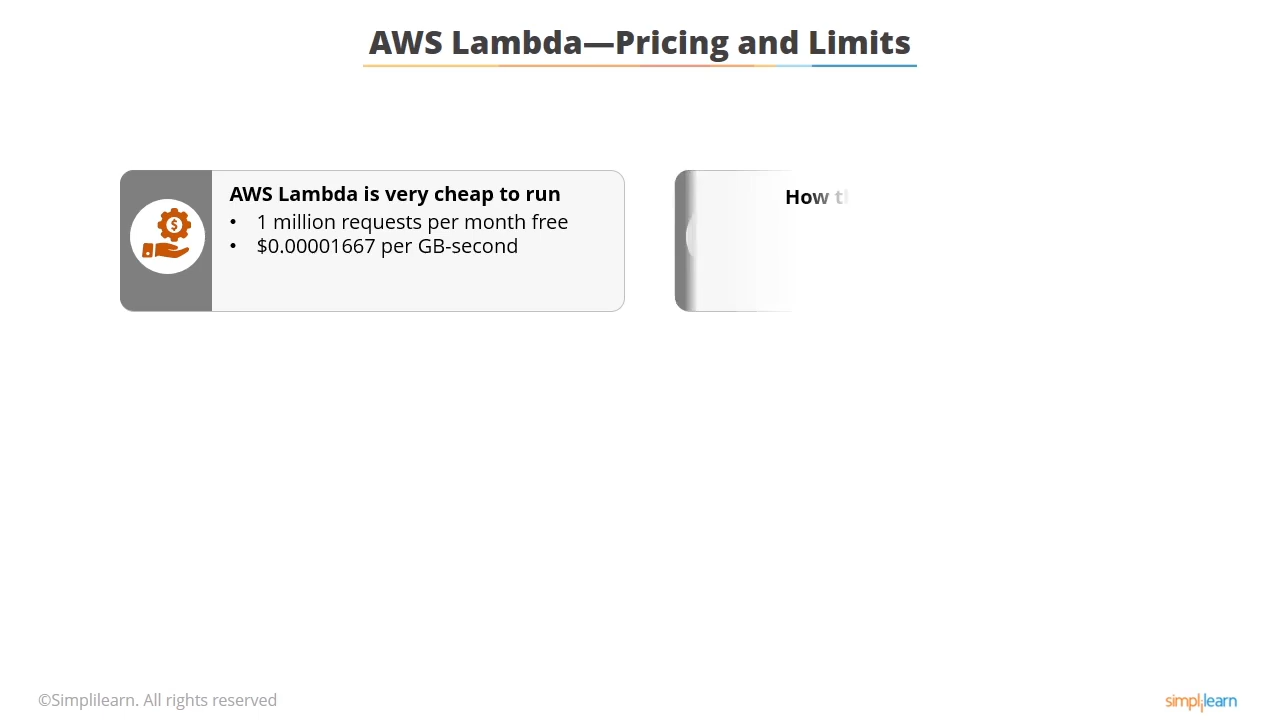 AWS Lambda—Pricing and Limits
AWS Lambda is very cheap to run
• 1 million requests per month free
• $0.00001667 per GB-second
How
©Simplilearn. All rights reserved
simplilearn